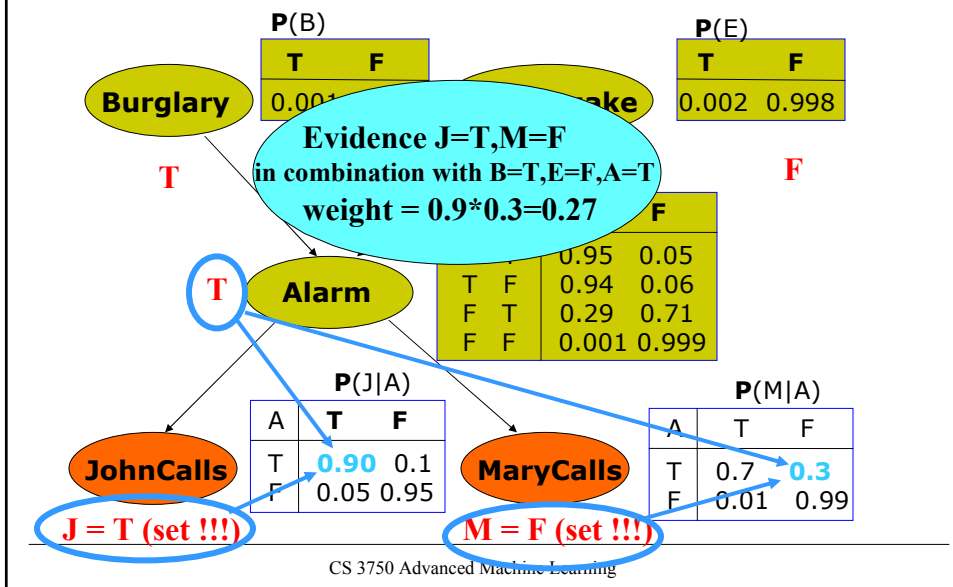 P(B)
T F
0.001
Burglary
P(E)
T F
0.002 0.998
Evidence J=T,M=F
in combination with B=T,E=F,A=T
weight = 0.9*0.3=0.27
T
F
F
0.95 0.05
T F 0.94 0.06
F T 0.29 0.71
F F 0.001 0.999
T
Alarm
P(J|A)
A T F
T 0.90 0.1
F 0.05 0.95
P(M|A)
A T F
T 0.7 0.3
F 0.01 0.99
JohnCalls
MaryCalls
J = T (set !!!)
M = F (set !!!)
CS 3750 Advanced Machine Learning